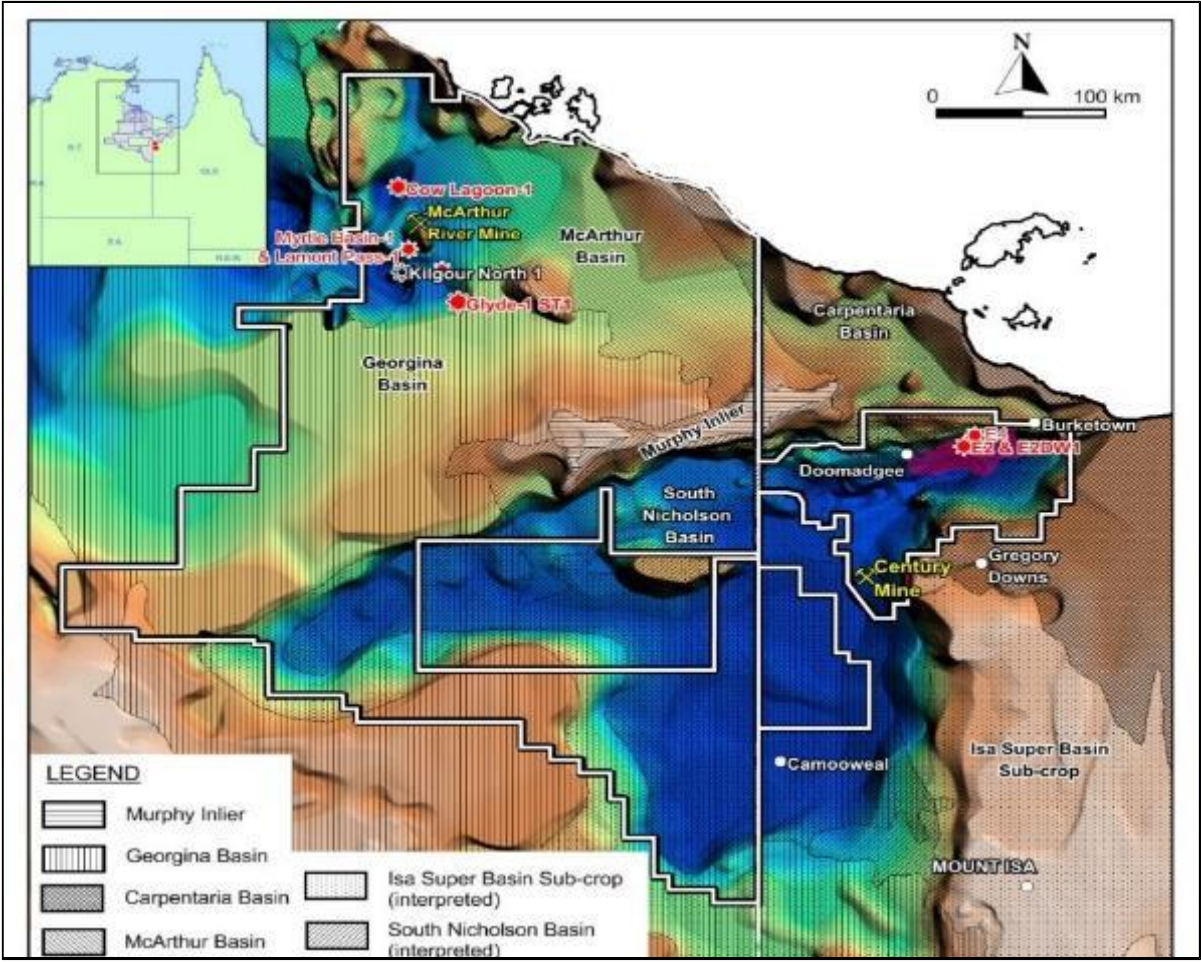 N
0 100 km
N.T.
QLD
Cow Lagoon-1
McArthur
River Mine
McArthur
Basin
Myrtle Basin-1
& Lamont Pass-1
Kilgour North 1
Glyde-1 ST1
Carpentaria
Basin
Georgina
Basin
Murphy Inlier
Burketown
E2 & E2DW1
Doomadgee
South
Nicholson
Basin
Gregory
Downs
Century
Mine
Isa Super Basin
Sub-crop
Camooweal
MOUNT ISA
LEGEND
Murphy Inlier
Georgina Basin
Carpentaria Basin
McArthur Basin
Isa Super Basin Sub-crop
(interpreted)
South Nicholson Basin
(interpreted)